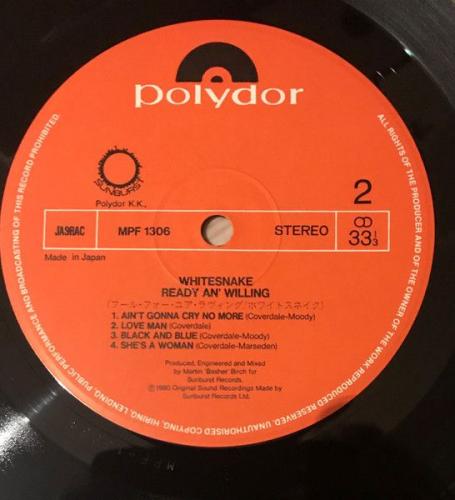 polydor
SUNBURST
Polydor K.K.,
2
JASRAC
MPF 1306
STEREO
33 1/3
Made in Japan
WHITESNAKE
READY AN' WILLING
(フール・フォー・ユア・ラヴィング/ホワイトスネイク)
1. AIN'T GONNA CRY NO MORE (Coverdale-Moody)
2. LOVE MAN (Coverdale)
3. BLACK AND BLUE (Coverdale-Moody)
4. SHE'S A WOMAN (Coverdale-Marseden)
Produced, Engineered and Mixed
by Martin 'Basher' Birch for
Sunburst Records.
Ⓟ1980 Original Sound Recordings Made by
Sunburst Records Ltd.
ALL RIGHTS OF THE PRODUCER AND OF THE OWNER OF THE WORK REPRODUCED RESERVED. UNAUTHORISED COPYING, HIRING, LENDING, PUBLIC PERFORMANCE AND BROADCASTING OF THIS RECORD PROHIBITED.